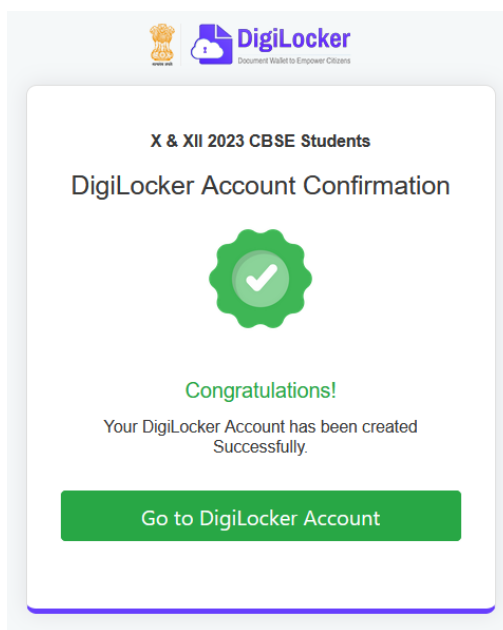 DigiLocker
Document Wallet to Empower Citizens
X & XII 2023 CBSE Students
DigiLocker Account Confirmation
Congratulations!
Your DigiLocker Account has been created
Successfully.
Go to DigiLocker Account